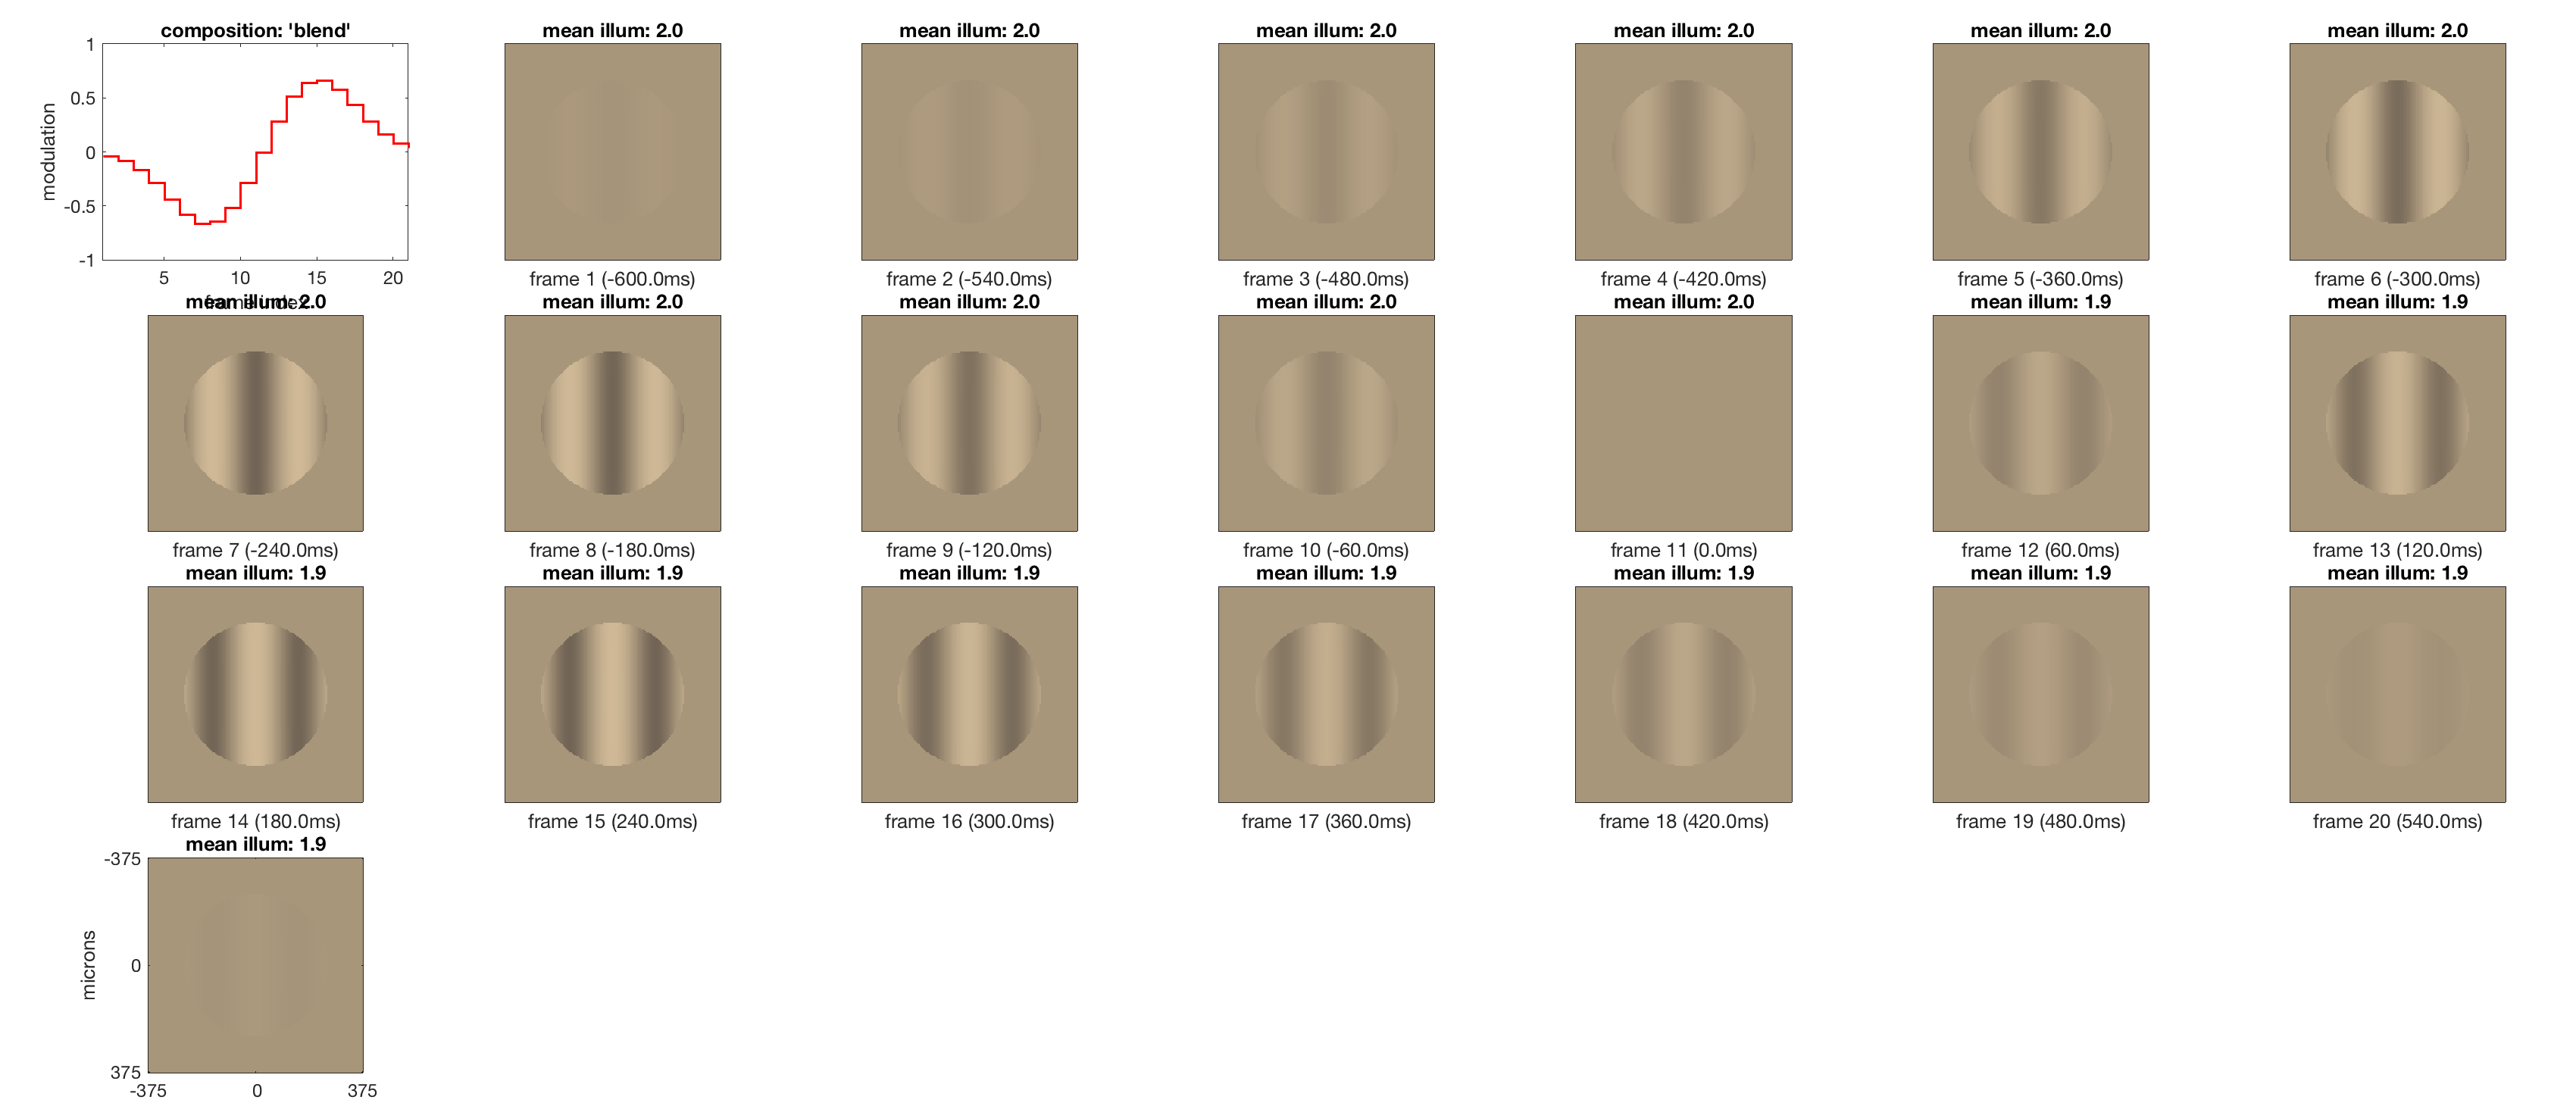 composition: 'blend'
mean illum: 2.0
mean illum: 2.0
mean illum: 2.0
mean illum: 2.0
mean illum: 2.0
mean illum: 2.0
modulation
1
0.5
0
-0.5
-1
5 10 15 20
frame index
frame 1 (-600.0ms)
frame 2 (-540.0ms)
frame 3 (-480.0ms)
frame 4 (-420.0ms)
frame 5 (-360.0ms)
frame 6 (-300.0ms)
mean illum: 2.0
mean illum: 2.0
mean illum: 2.0
mean illum: 2.0
mean illum: 2.0
mean illum: 1.9
mean illum: 1.9
frame 7 (-240.0ms)
frame 8 (-180.0ms)
frame 9 (-120.0ms)
frame 10 (-60.0ms)
frame 11 (0.0ms)
frame 12 (60.0ms)
frame 13 (120.0ms)
mean illum: 1.9
mean illum: 1.9
mean illum: 1.9
mean illum: 1.9
mean illum: 1.9
mean illum: 1.9
mean illum: 1.9
frame 14 (180.0ms)
frame 15 (240.0ms)
frame 16 (300.0ms)
frame 17 (360.0ms)
frame 18 (420.0ms)
frame 19 (480.0ms)
frame 20 (540.0ms)
mean illum: 1.9
microns
-375
0
375
-375 0 375